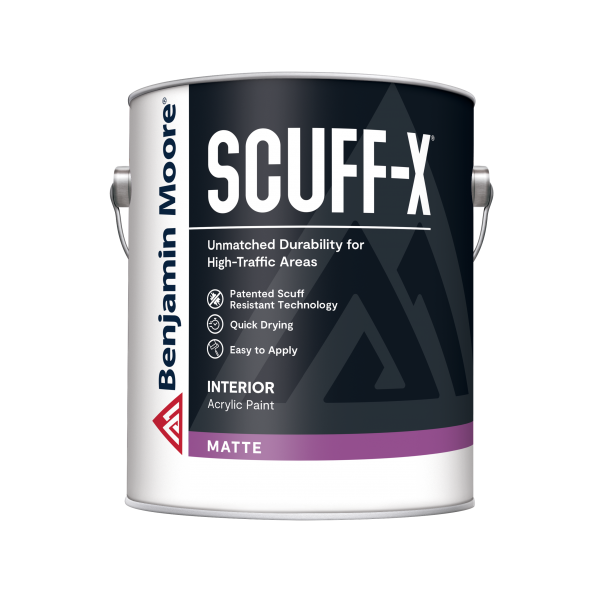 Benjamin Moore®
SCUFF-X®
Unmatched Durability for
High-Traffic Areas
Patented Scuff
Resistant Technology
Quick Drying
Easy to Apply
INTERIOR
Acrylic Paint
MATTE